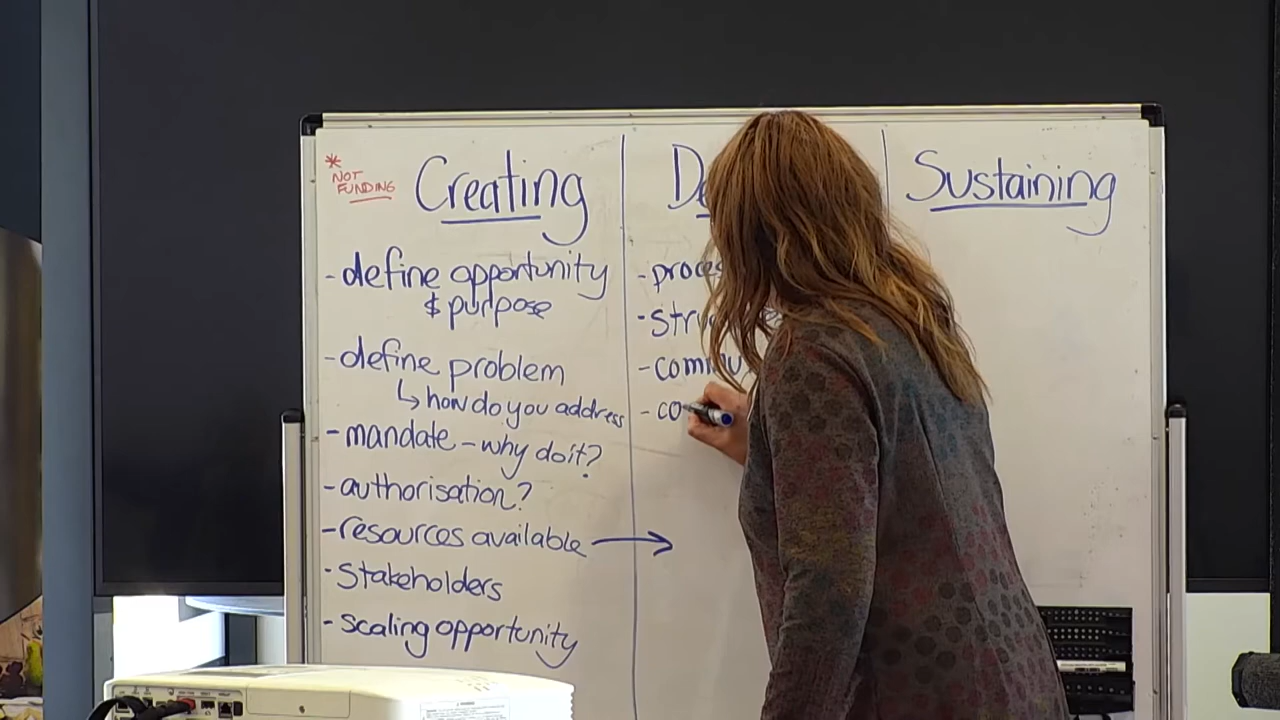 * NOT
FUNDING
Creating
- define opportunity
& purpose
- define problem
↳ how do you address
- mandate - why do it?
- authorisation?
- resources available →
- stakeholders
- scaling opportunity
Sustaining